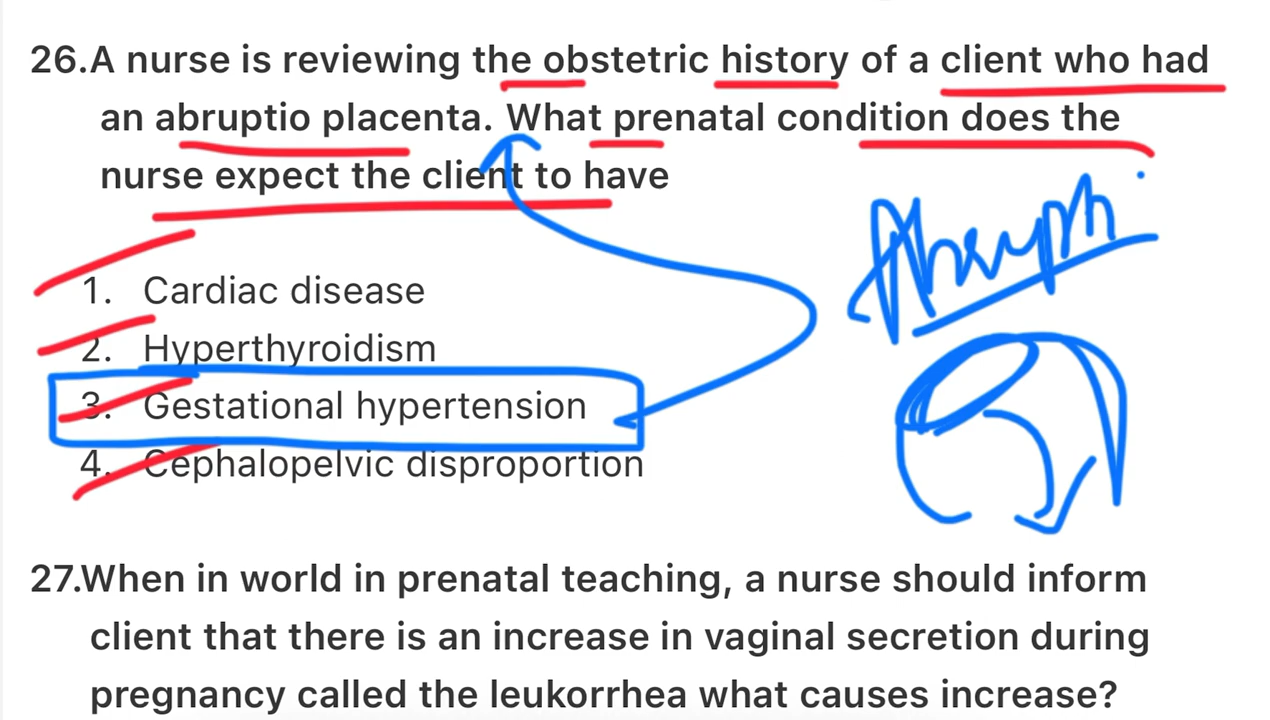 26.A nurse is reviewing the obstetric history of a client who had
an abruptio placenta. What prenatal condition does the
nurse expect the client to have
1. Cardiac disease
2. Hyperthyroidism
3. Gestational hypertension
4. Cephalopelvic disproportion
27.When in world in prenatal teaching, a nurse should inform
client that there is an increase in vaginal secretion during
pregnancy called the leukorrhea what causes increase?